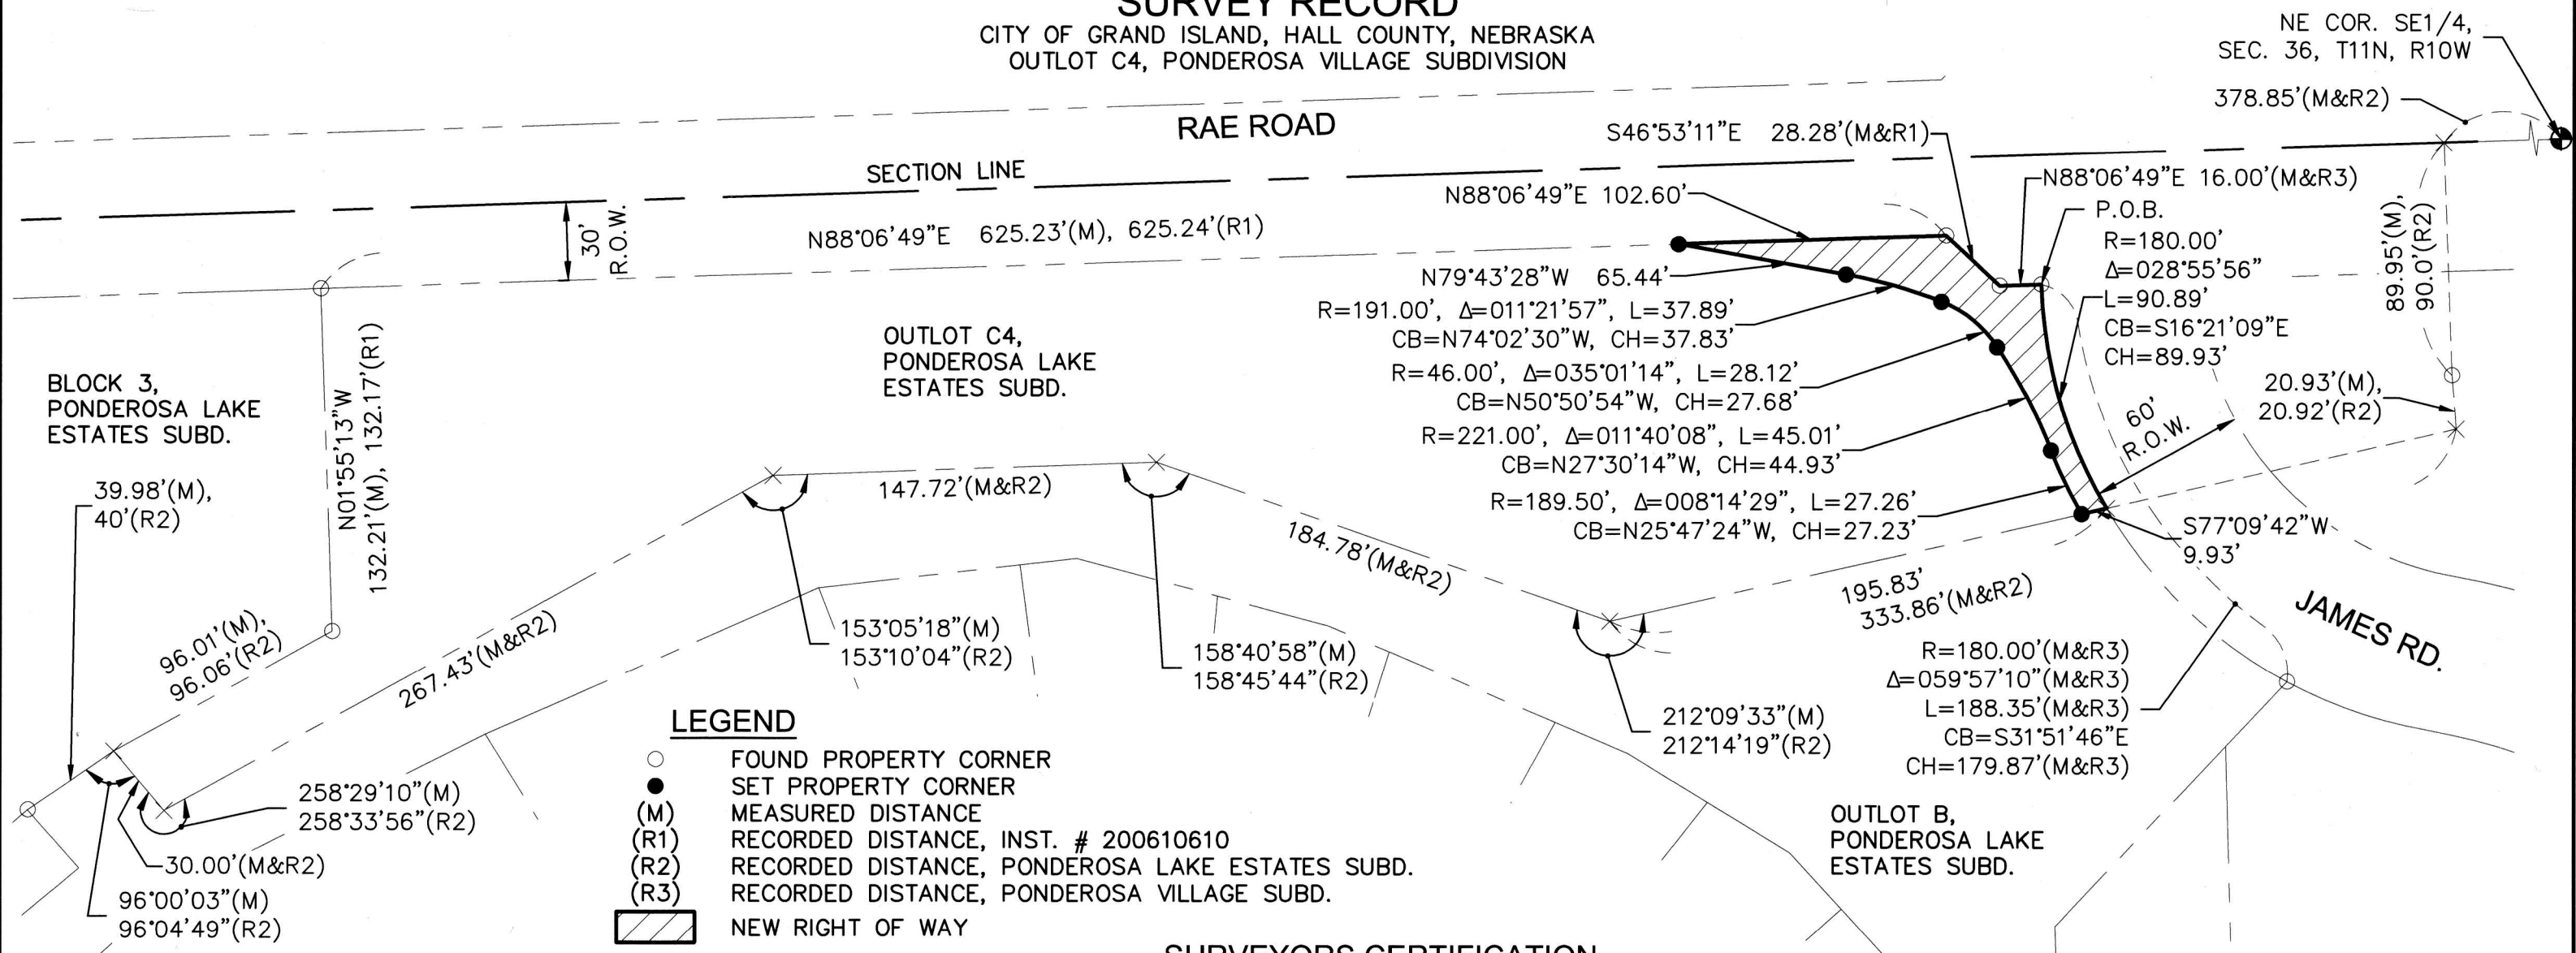 SURVEY RECORD
CITY OF GRAND ISLAND, HALL COUNTY, NEBRASKA
OUTLOT C4, PONDEROSA VILLAGE SUBDIVISION
NE COR. SE1/4,
SEC. 36, T11N, R10W
378.85'(M&R2)
RAE ROAD
S46°53'11"E 28.28'(M&R1)
SECTION LINE
N88°06'49"E 102.60'
N88°06'49"E 16.00'(M&R3)
P.O.B.
R=180.00'
Δ=028°55'56"
L=90.89'
CB=S16°21'09"E
CH=89.93'
89.95'(M),
90.0'(R2)
30'
R.O.W.
N88°06'49"E 625.23'(M), 625.24'(R1)
N79°43'28"W 65.44'
R=191.00', Δ=011°21'57", L=37.89'
CB=N74°02'30"W, CH=37.83'
R=46.00', Δ=035°01'14", L=28.12'
CB=N50°50'54"W, CH=27.68'
R=221.00', Δ=011°40'08", L=45.01'
CB=N27°30'14"W, CH=44.93'
R=189.50', Δ=008°14'29", L=27.26'
CB=N25°47'24"W, CH=27.23'
20.93'(M),
20.92'(R2)
60'
R.O.W.
S77°09'42"W
9.93'
OUTLOT C4,
PONDEROSA LAKE
ESTATES SUBD.
BLOCK 3,
PONDEROSA LAKE
ESTATES SUBD.
N01°55'13"W
132.21'(M), 132.17'(R1)
39.98'(M),
40'(R2)
147.72'(M&R2)
184.78'(M&R2)
195.83'
333.86'(M&R2)
JAMES RD.
96.01'(M),
96.06'(R2)
267.43'(M&R2)
153°05'18"(M)
153°10'04"(R2)
158°40'58"(M)
158°45'44"(R2)
212°09'33"(M)
212°14'19"(R2)
R=180.00'(M&R3)
Δ=059°57'10"(M&R3)
L=188.35'(M&R3)
CB=S31°51'46"E
CH=179.87'(M&R3)
258°29'10"(M)
258°33'56"(R2)
30.00'(M&R2)
96°00'03"(M)
96°04'49"(R2)
OUTLOT B,
PONDEROSA LAKE
ESTATES SUBD.
LEGEND
FOUND PROPERTY CORNER
SET PROPERTY CORNER
(M) MEASURED DISTANCE
(R1) RECORDED DISTANCE, INST. # 200610610
(R2) RECORDED DISTANCE, PONDEROSA LAKE ESTATES SUBD.
(R3) RECORDED DISTANCE, PONDEROSA VILLAGE SUBD.
NEW RIGHT OF WAY
SURVEYORS CERTIFICATION